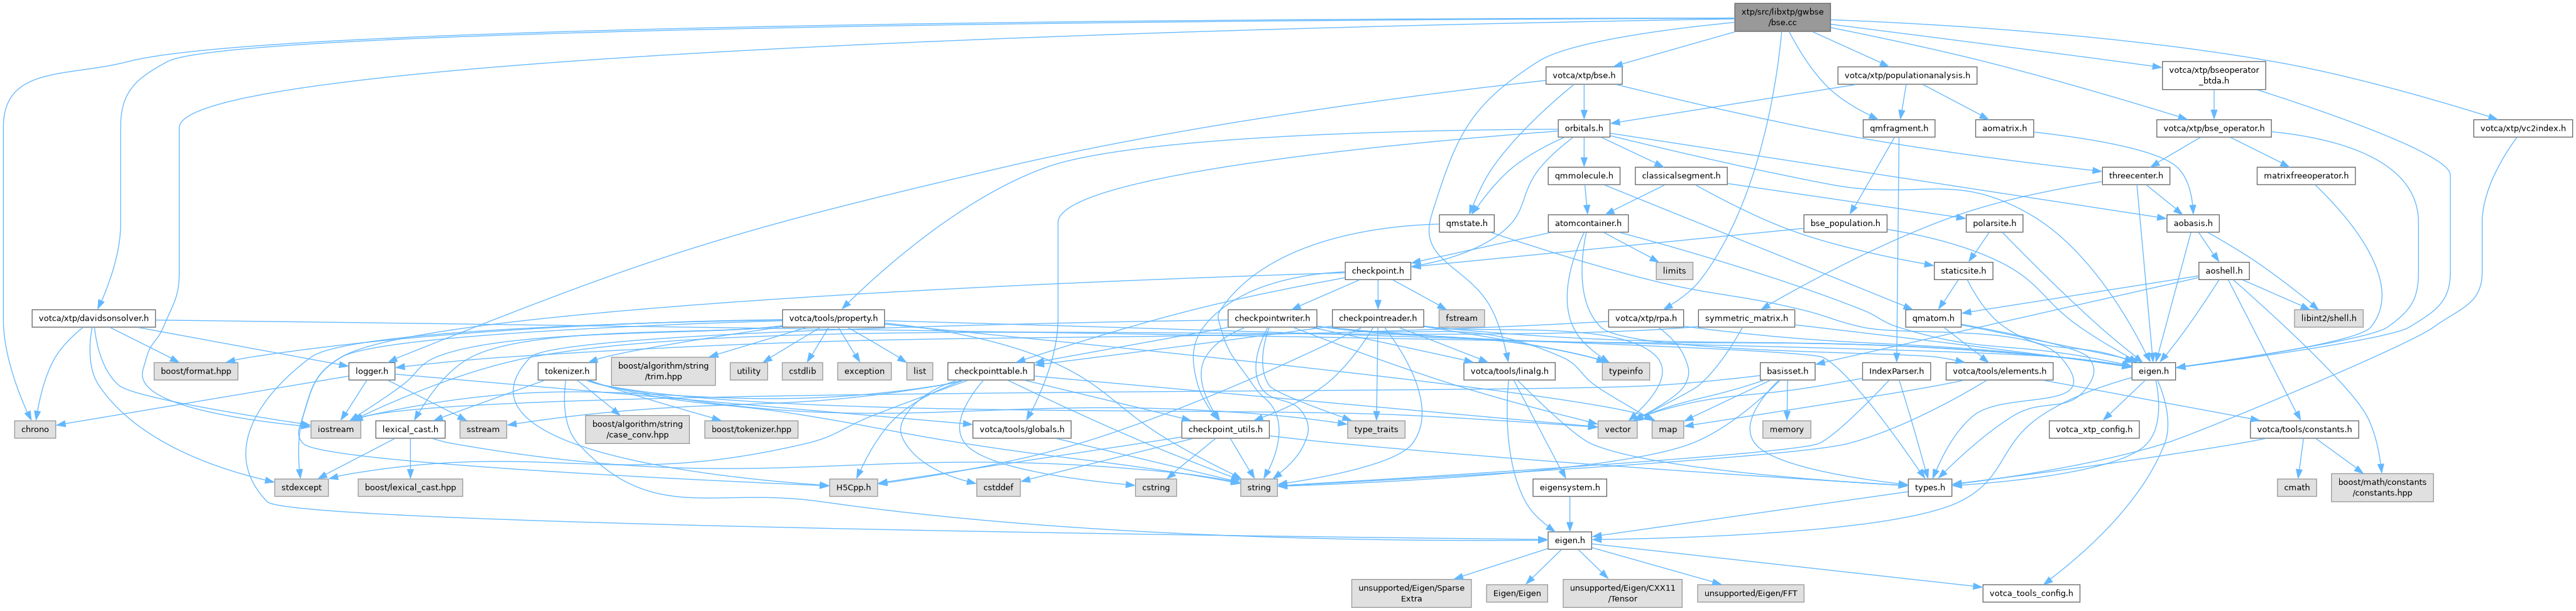 xtp/src/libxtp/gwbse
/bse.cc
votca/xtp/bse.h
votca/xtp/populationanalysis.h
votca/xtp/bseoperator
_btda.h
orbitals.h
qmfragment.h
aomatrix.h
votca/xtp/bse_operator.h
votca/xtp/vc2index.h
qmmolecule.h
classicalsegment.h
threecenter.h
matrixfreeoperator.h
qmstate.h
atomcontainer.h
bse_population.h
polarsite.h
aobasis.h
checkpoint.h
limits
staticsite.h
aoshell.h
votca/xtp/davidsonsolver.h
votca/tools/property.h
checkpointwriter.h
checkpointreader.h
fstream
votca/xtp/rpa.h
symmetric_matrix.h
qmatom.h
libint2/shell.h
boost/format.hpp
logger.h
boost/algorithm/string
/trim.hpp
utility
cstdlib
exception
list
checkpointtable.h
votca/tools/linalg.h
typeinfo
basisset.h
IndexParser.h
votca/tools/elements.h
eigen.h
tokenizer.h
chrono
iostream
lexical_cast.h
sstream
boost/algorithm/string
/case_conv.hpp
boost/tokenizer.hpp
votca/tools/globals.h
checkpoint_utils.h
type_traits
vector
map
memory
votca_xtp_config.h
votca/tools/constants.h
stdexcept
boost/lexical_cast.hpp
H5Cpp.h
cstddef
cstring
string
eigensystem.h
types.h
cmath
boost/math/constants
/constants.hpp
eigen.h
unsupported/Eigen/Sparse
Extra
Eigen/Eigen
unsupported/Eigen/CXX11
/Tensor
unsupported/Eigen/FFT
votca_tools_config.h